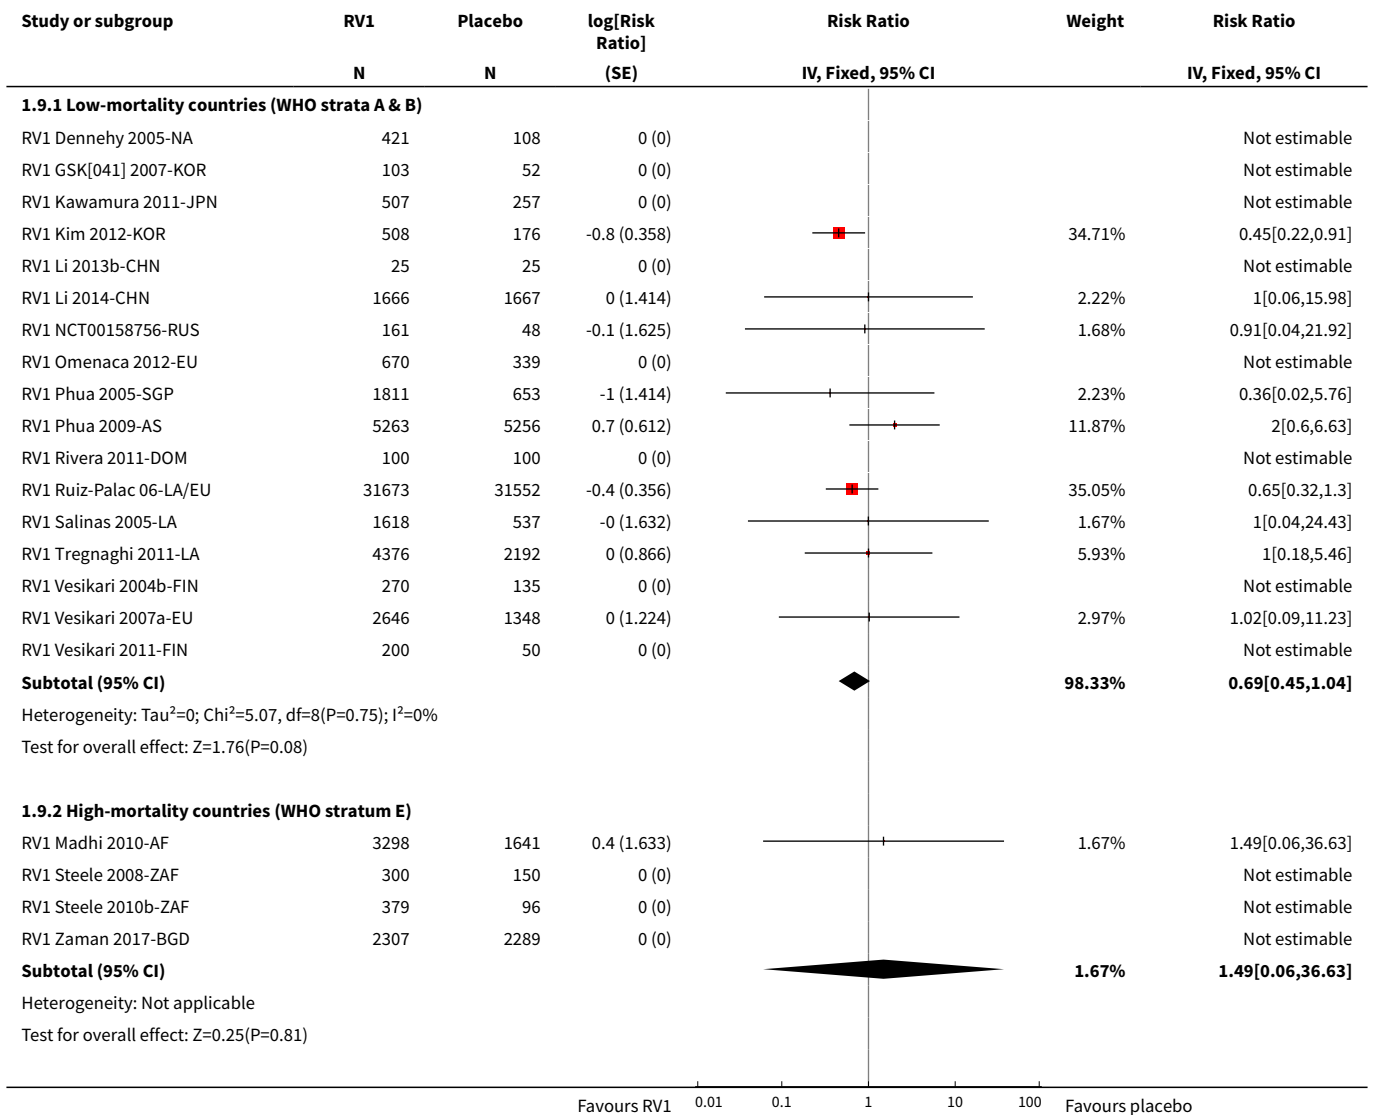 Study or subgroup RV1 Placebo log[Risk Ratio] Risk Ratio Weight Risk Ratio
N N (SE) IV, Fixed, 95% CI IV, Fixed, 95% CI
1.9.1 Low-mortality countries (WHO strata A & B)
RV1 Dennehy 2005-NA 421 108 0 (0) Not estimable
RV1 GSK[041] 2007-KOR 103 52 0 (0) Not estimable
RV1 Kawamura 2011-JPN 507 257 0 (0) Not estimable
RV1 Kim 2012-KOR 508 176 -0.8 (0.358) 34.71% 0.45[0.22,0.91]
RV1 Li 2013b-CHN 25 25 0 (0) Not estimable
RV1 Li 2014-CHN 1666 1667 0 (1.414) 2.22% 1[0.06,15.98]
RV1 NCT00158756-RUS 161 48 -0.1 (1.625) 1.68% 0.91[0.04,21.92]
RV1 Omenaca 2012-EU 670 339 0 (0) Not estimable
RV1 Phua 2005-SGP 1811 653 -1 (1.414) 2.23% 0.36[0.02,5.76]
RV1 Phua 2009-AS 5263 5256 0.7 (0.612) 11.87% 2[0.6,6.63]
RV1 Rivera 2011-DOM 100 100 0 (0) Not estimable
RV1 Ruiz-Palac 06-LA/EU 31673 31552 -0.4 (0.356) 35.05% 0.65[0.32,1.3]
RV1 Salinas 2005-LA 1618 537 -0 (1.632) 1.67% 1[0.04,24.43]
RV1 Tregnaghi 2011-LA 4376 2192 0 (0.866) 5.93% 1[0.18,5.46]
RV1 Vesikari 2004b-FIN 270 135 0 (0) Not estimable
RV1 Vesikari 2007a-EU 2646 1348 0 (1.224) 2.97% 1.02[0.09,11.23]
RV1 Vesikari 2011-FIN 200 50 0 (0) Not estimable
Subtotal (95% CI) 98.33% 0.69[0.45,1.04]
Heterogeneity: Tau²=0; Chi²=5.07, df=8(P=0.75); I²=0%
Test for overall effect: Z=1.76(P=0.08)
1.9.2 High-mortality countries (WHO stratum E)
RV1 Madhi 2010-AF 3298 1641 0.4 (1.633) 1.67% 1.49[0.06,36.63]
RV1 Steele 2008-ZAF 300 150 0 (0) Not estimable
RV1 Steele 2010b-ZAF 379 96 0 (0) Not estimable
RV1 Zaman 2017-BGD 2307 2289 0 (0) Not estimable
Subtotal (95% CI) 1.67% 1.49[0.06,36.63]
Heterogeneity: Not applicable
Test for overall effect: Z=0.25(P=0.81)
Favours RV1 0.01 0.1 1 10 100 Favours placebo